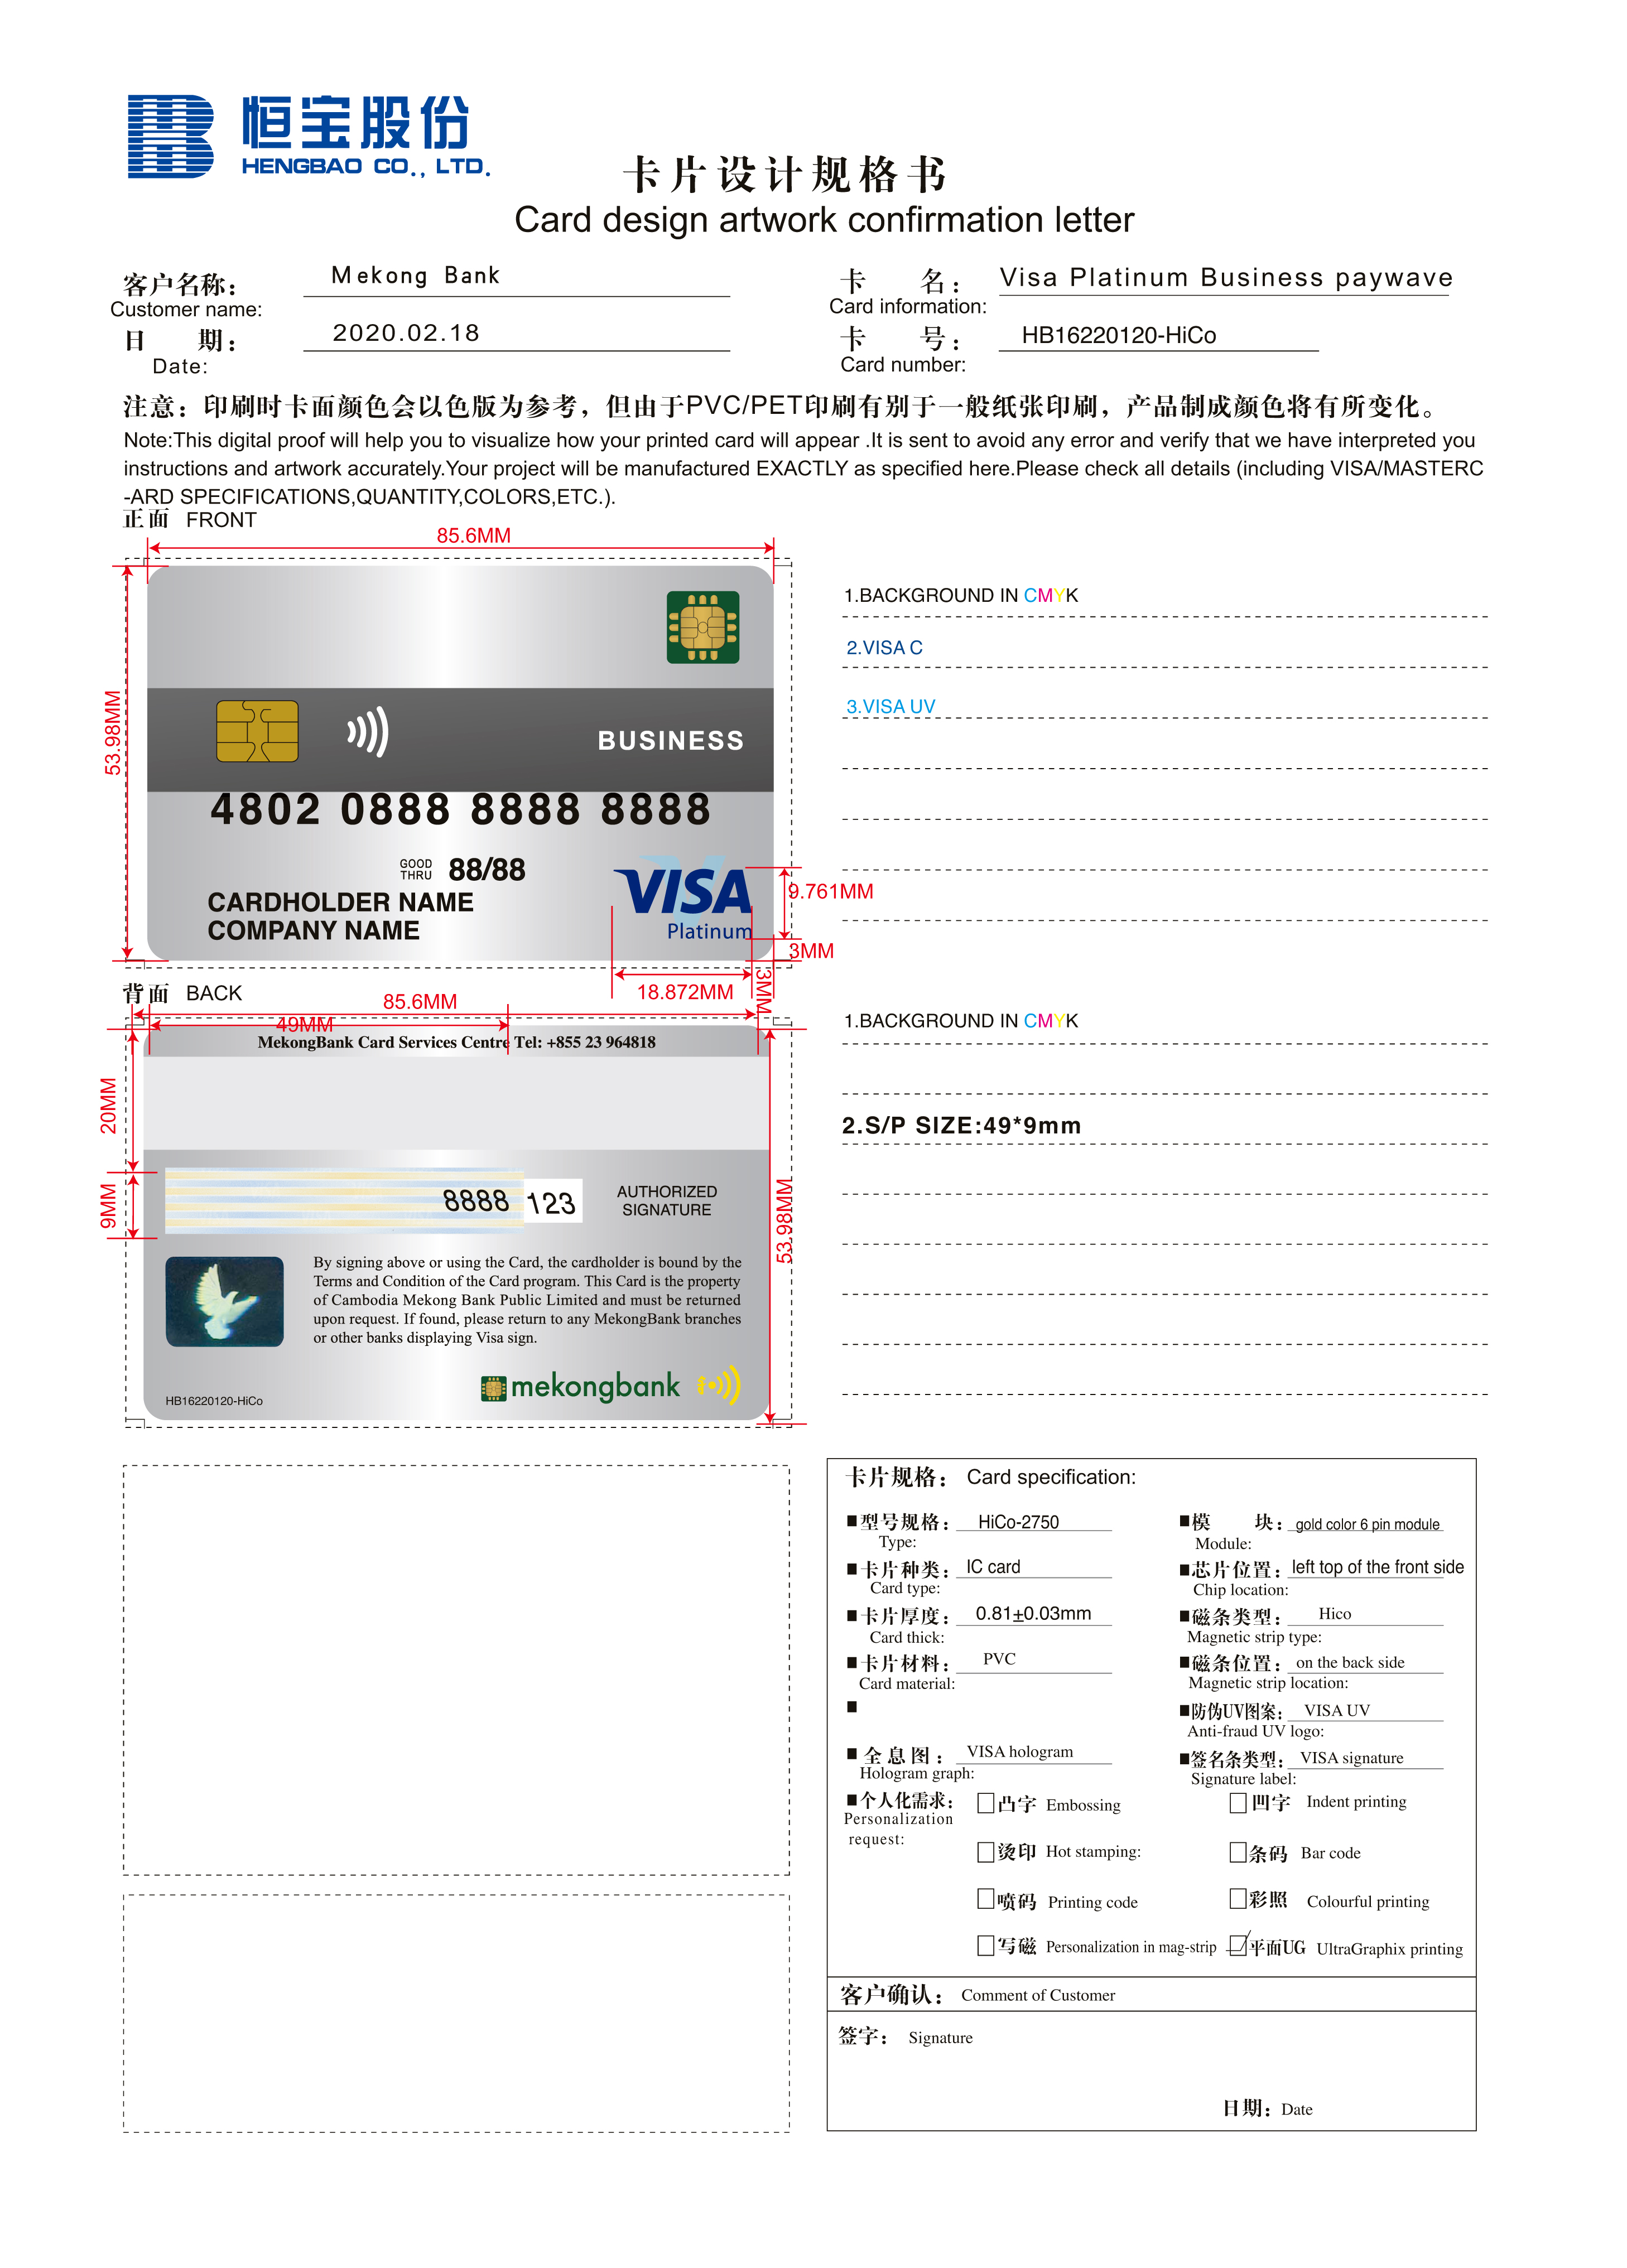 恒宝股份
HENGBAO CO., LTD.
卡片设计规格书
Card design artwork confirmation letter
客户名称： Mekong Bank
Customer name:
日 期： 2020.02.18
Date:
卡 名： Visa Platinum Business paywave
Card information:
卡 号： HB16220120-HiCo
Card number:
注意：印刷时卡面颜色会以色版为参考，但由于PVC/PET印刷有别于一般纸张印刷，产品制成颜色将有所变化。
Note:This digital proof will help you to visualize how your printed card will appear .It is sent to avoid any error and verify that we have interpreted you
instructions and artwork accurately.Your project will be manufactured EXACTLY as specified here.Please check all details (including VISA/MASTERC
-ARD SPECIFICATIONS,QUANTITY,COLORS,ETC.).
正面 FRONT
85.6MM
53.98MM
BUSINESS
4802 0888 8888 8888
GOOD
THRU 88/88
CARDHOLDER NAME
COMPANY NAME
VISA
Platinum
9.761MM
3MM
18.872MM
3MM
1.BACKGROUND IN CMYK
2.VISA C
3.VISA UV
背面 BACK
85.6MM
49MM
MekongBank Card Services Centre Tel: +855 23 964818
20MM
9MM
53.98MM
8888 123
AUTHORIZED
SIGNATURE
By signing above or using the Card, the cardholder is bound by the
Terms and Condition of the Card program. This Card is the property
of Cambodia Mekong Bank Public Limited and must be returned
upon request. If found, please return to any MekongBank branches
or other banks displaying Visa sign.
mekongbank
HB16220120-HiCo
1.BACKGROUND IN CMYK
2.S/P SIZE:49*9mm
卡片规格： Card specification:
■型号规格： HiCo-2750
Type:
■模 块： gold color 6 pin module
Module:
■卡片种类： IC card
Card type:
■芯片位置： left top of the front side
Chip location:
■卡片厚度： 0.81±0.03mm
Card thick:
■磁条类型： Hico
Magnetic strip type:
■卡片材料： PVC
Card material:
■磁条位置： on the back side
Magnetic strip location:
■防伪UV图案： VISA UV
Anti-fraud UV logo:
■全息图： VISA hologram
Hologram graph:
■签名条类型： VISA signature
Signature label:
■个人化需求：
Personalization
request:
凸字 Embossing
凹字 Indent printing
烫印 Hot stamping:
条码 Bar code
喷码 Printing code
彩照 Colourful printing
写磁 Personalization in mag-strip
平面UG UltraGraphix printing
客户确认： Comment of Customer
签字： Signature
日期：Date